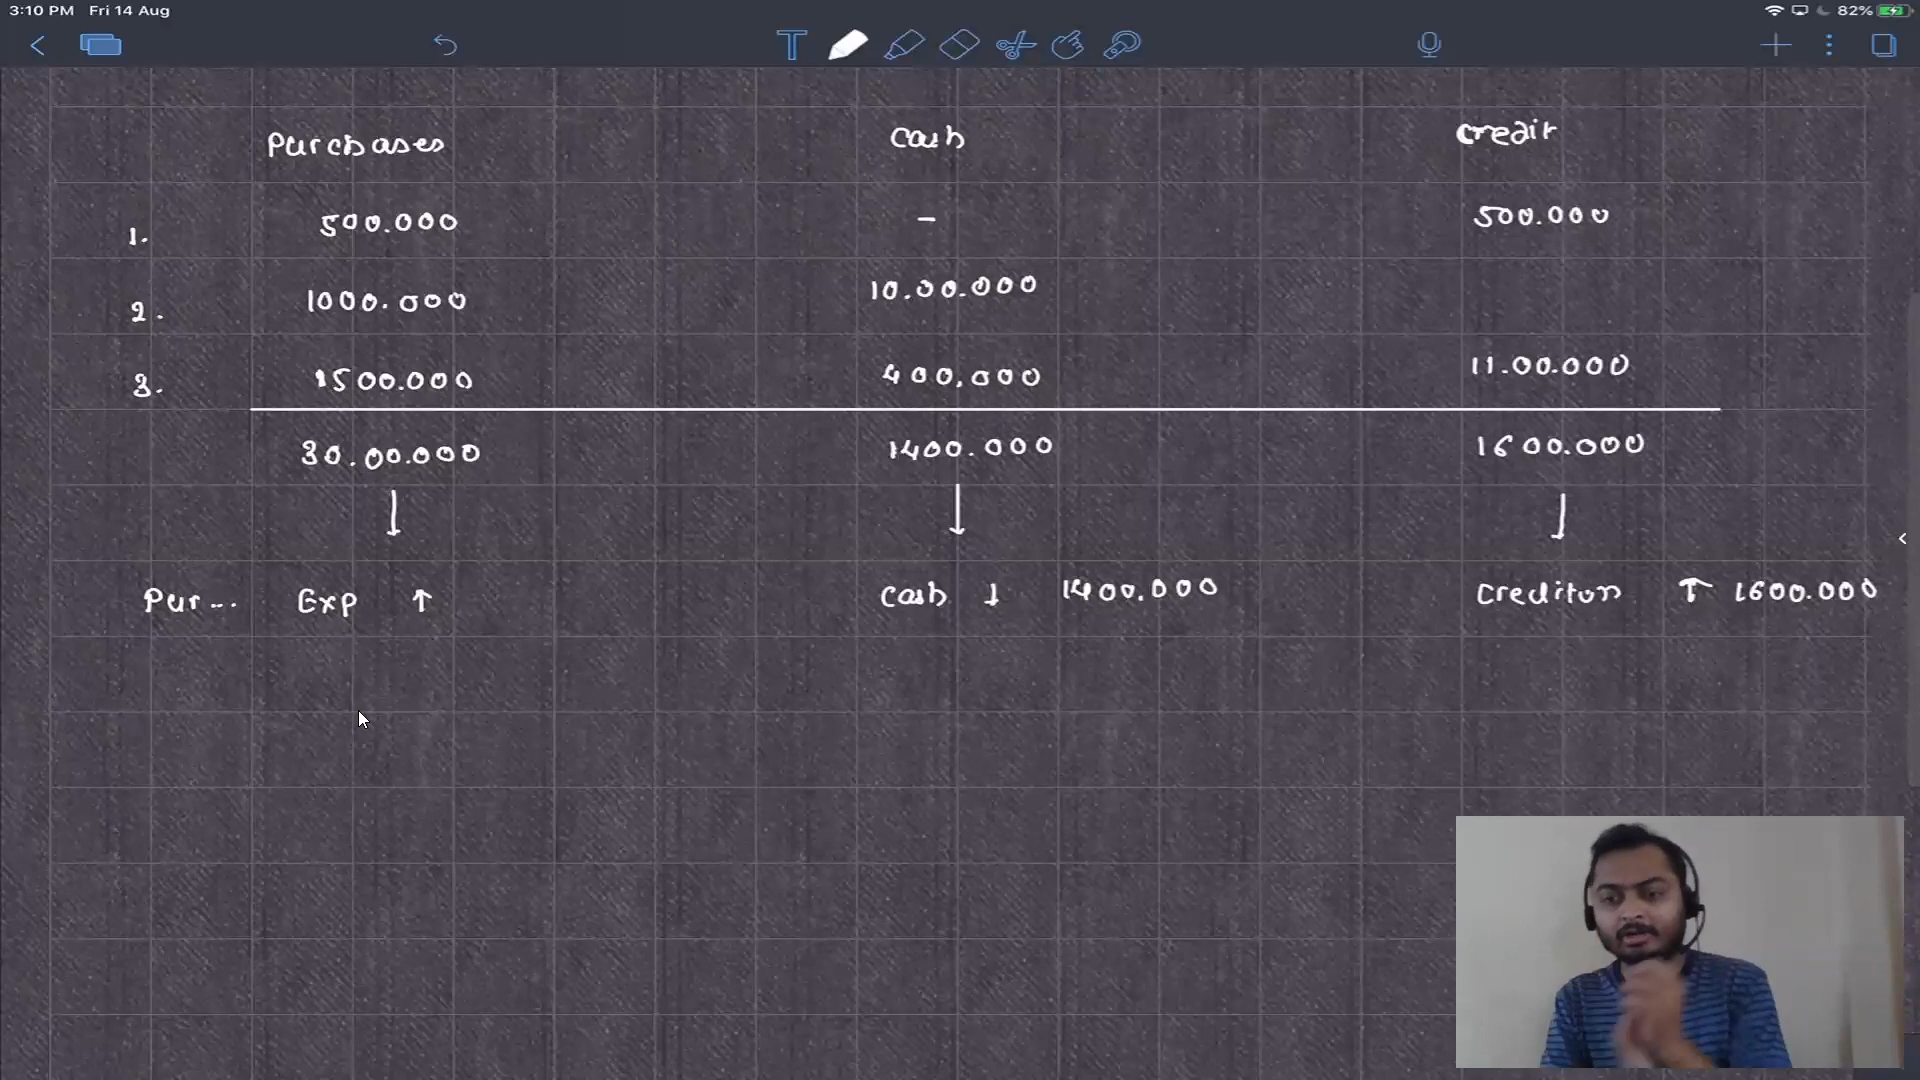 3:10 PM Fri 14 Aug 82%
T
Purchases Cash Credit
1. 500.000 - 500.000
2. 1000.000 10.00.000
3. 1500.000 400,000 11.00.000
30.00.000 1400.000 1600.000
Pur... Exp ↑ Cash ↓ 1400,000 Creditors ↑ 1600.000